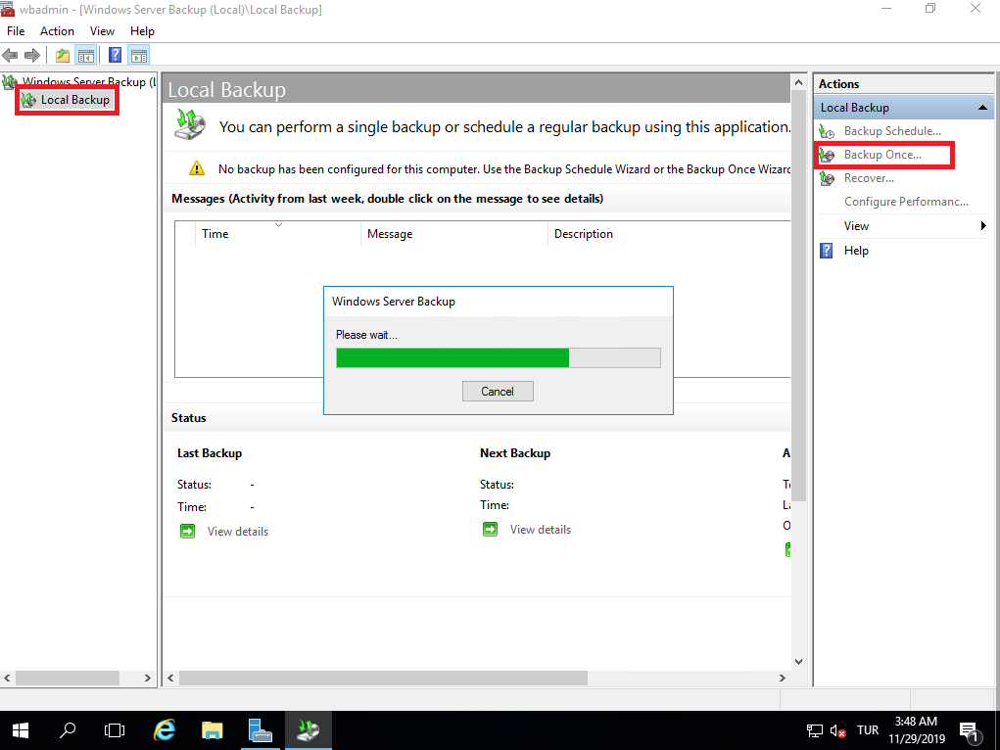 wbadmin - [Windows Server Backup (Local)\Local Backup]
File Action View Help
Windows Server Backup (L
Local Backup
Local Backup
You can perform a single backup or schedule a regular backup using this application.
No backup has been configured for this computer. Use the Backup Schedule Wizard or the Backup Once Wizard
Messages (Activity from last week, double click on the message to see details)
Time Message Description
Windows Server Backup
Please wait...
Cancel
Status
Last Backup
Status: -
Time: -
View details
Next Backup
Status:
Time:
View details
A
To
La
O
Actions
Local Backup
Backup Schedule...
Backup Once...
Recover...
Configure Performanc...
View
Help
TUR
3:48 AM
11/29/2019
1